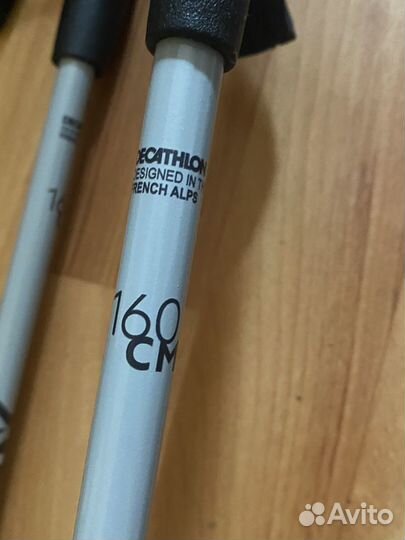 DECATHLON
DESIGNED IN T
FRENCH ALPS
160
CM
Avito